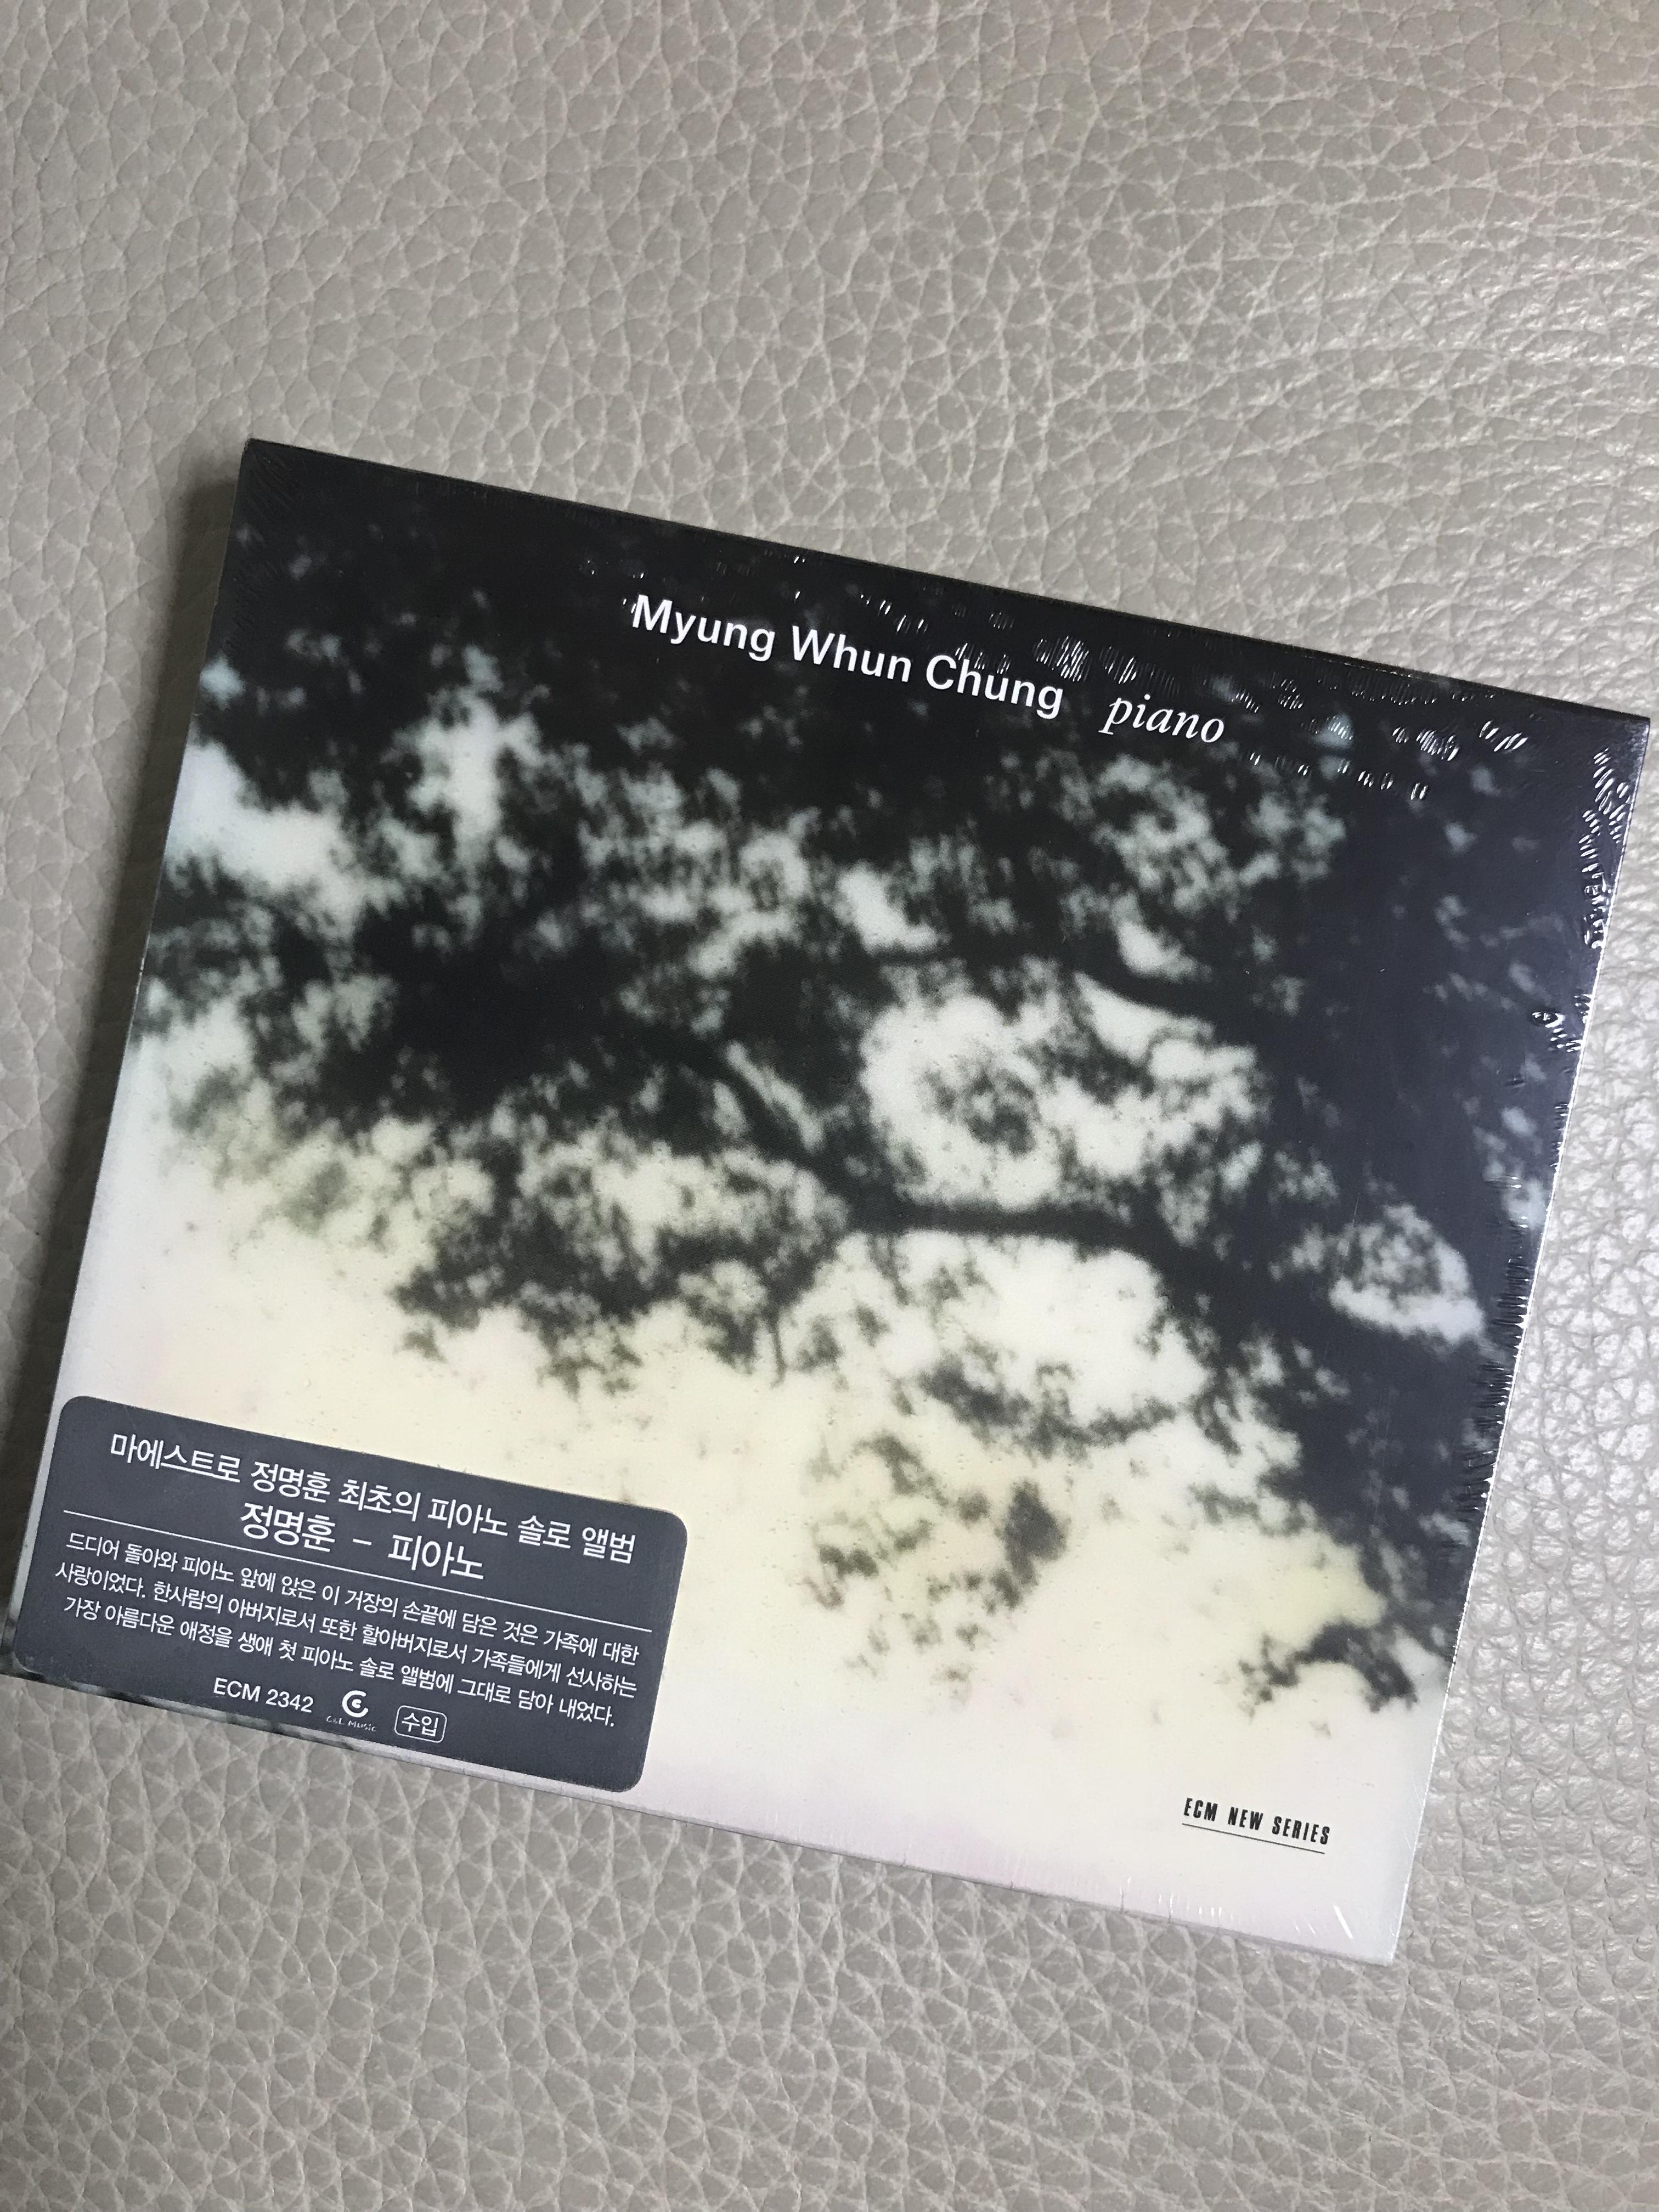 Myung Whun Chung piano
마에스트로 정명훈 최초의 피아노 솔로 앨범
정명훈 – 피아노
드디어 돌아와 피아노 앞에 앉은 이 거장의 손끝에 담은 것은 가족에 대한
사랑이었다. 한사람의 아버지로서 또한 할아버지로서 가족들에게 선사하는
가장 아름다운 애정을 생애 첫 피아노 솔로 앨범에 그대로 담아 내었다.
ECM 2342 C&L Music 수입
ECM NEW SERIES